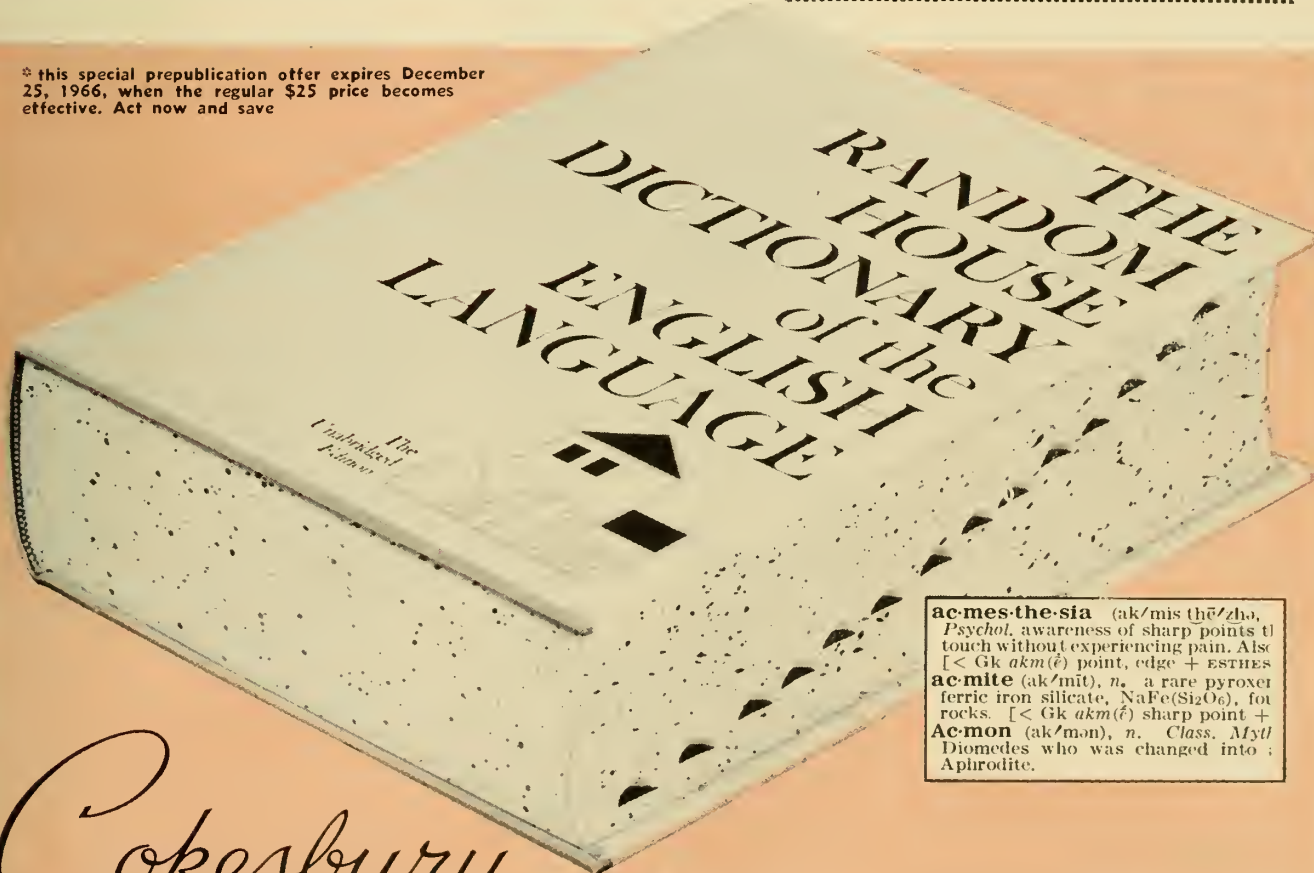 * this special prepublication offer expires December
25, 1966, when the regular $25 price becomes
effective. Act now and save
THE
RANDOM
HOUSE
DICTIONARY
of the
ENGLISH
LANGUAGE
The
Unabridged
Edition
ac·mes·the·sia (ak/mis thē/zhə,
Psychol. awareness of sharp points
touch without experiencing pain.
[< Gk akm(ḗ) point, edge + ESTHES
ac·mite (ak/mīt), n. a rare
ferric iron silicate, NaFe(Si₂O₆),
rocks. [< Gk akm(ḗ) sharp point +
Ac·mon (ak/mən), n. Class.
Diomedes who was changed into
Aphrodite.
Cokesbury